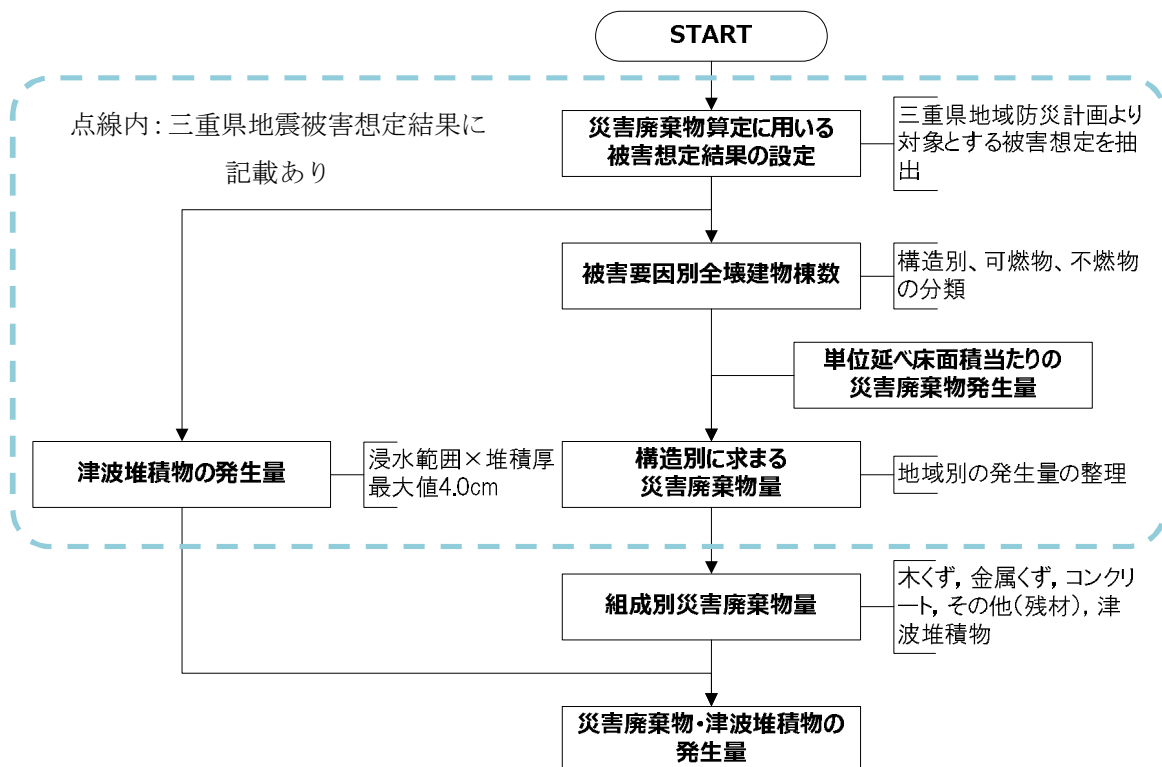 START
点線内：三重県地震被害想定結果に
記載あり
災害廃棄物算定に用いる
被害想定結果の設定
三重県地域防災計画より
対象とする被害想定を抽
出
被害要因別全壊建物棟数
構造別、可燃物、不燃物
の分類
単位延べ床面積当たりの
災害廃棄物発生量
津波堆積物の発生量
浸水範囲×堆積厚
最大値4.0cm
構造別に求まる
災害廃棄物量
地域別の発生量の整理
組成別災害廃棄物量
木くず，金属くず，コンクリ
ート，その他（残材），津
波堆積物
災害廃棄物・津波堆積物の
発生量